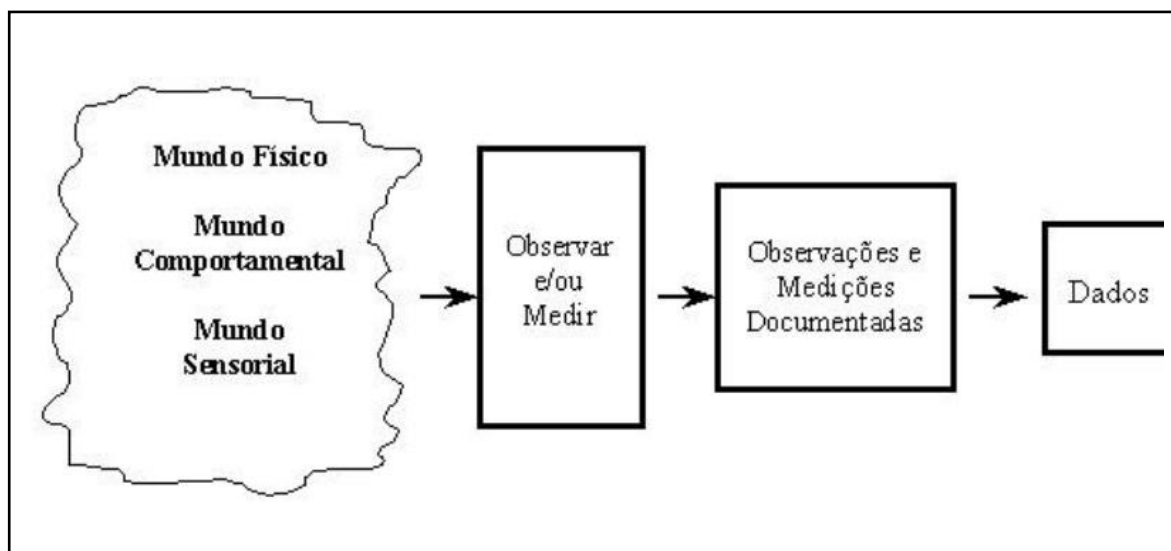 Mundo Físico
Mundo
Comportamental
Mundo
Sensorial
Observar
e/ou
Medir
Observações e
Medições
Documentadas
Dados